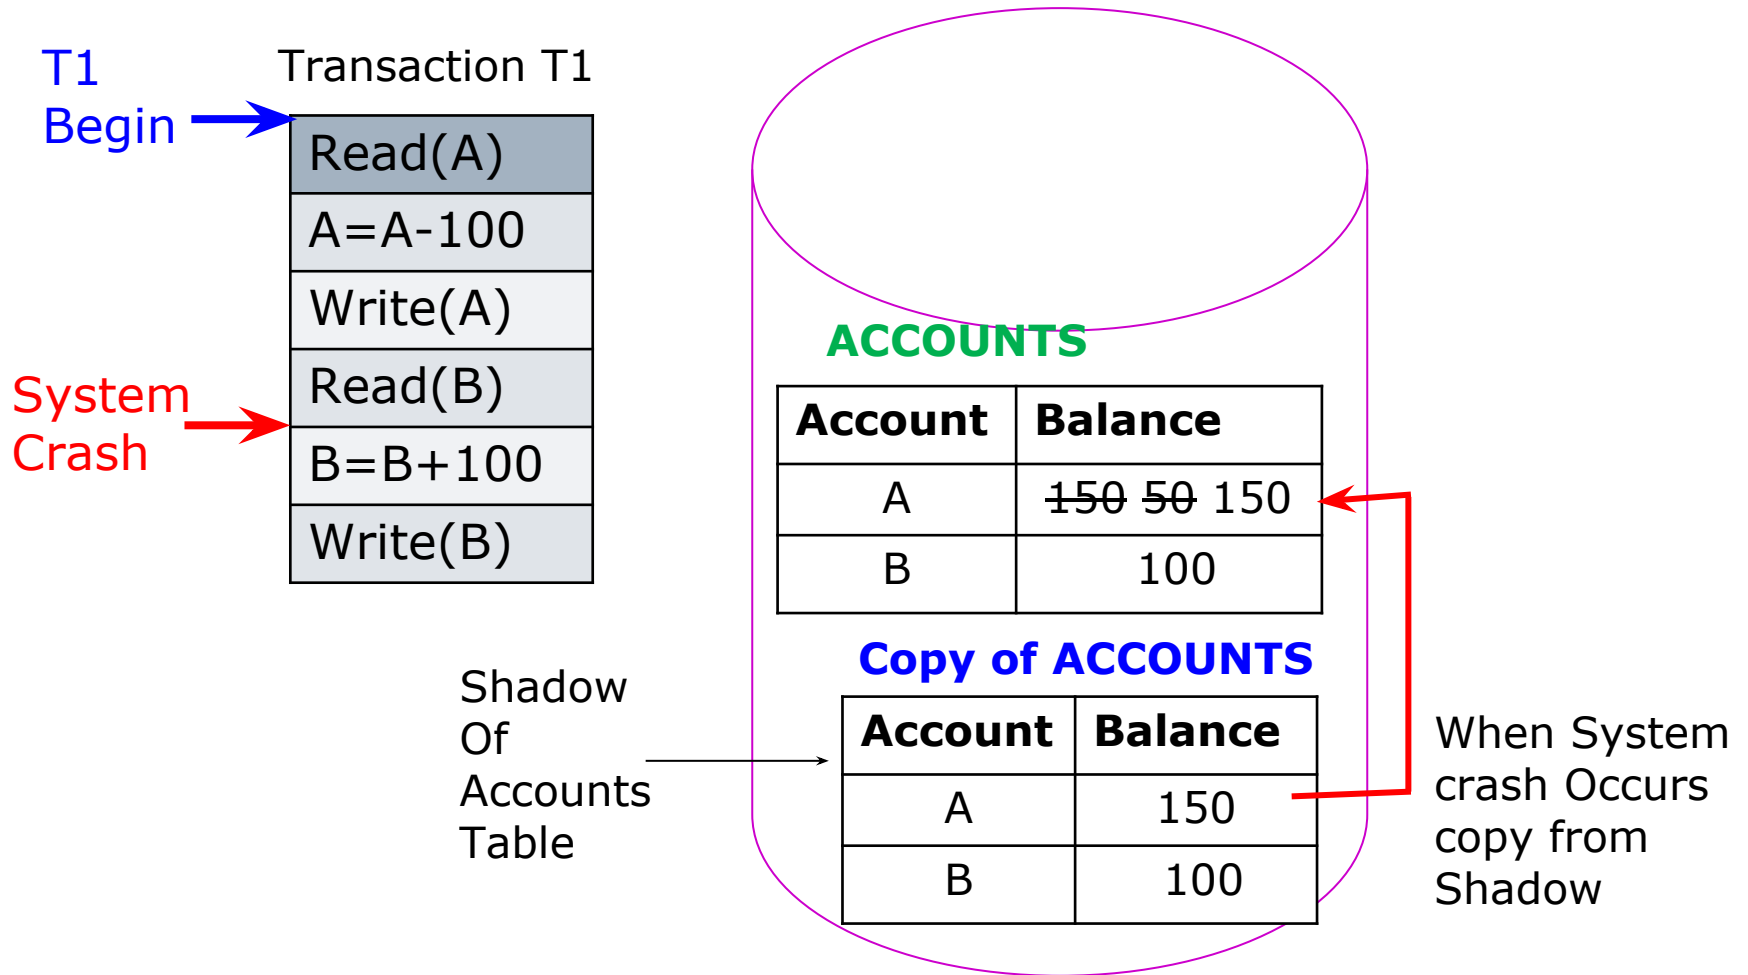 T1
Begin
Transaction T1
Read(A)
A=A-100
Write(A)
Read(B)
B=B+100
Write(B)
System
Crash
ACCOUNTS
Account Balance
A 150 50 150
B 100
Copy of ACCOUNTS
Account Balance
A 150
B 100
Shadow
Of
Accounts
Table
When System
crash Occurs
copy from
Shadow